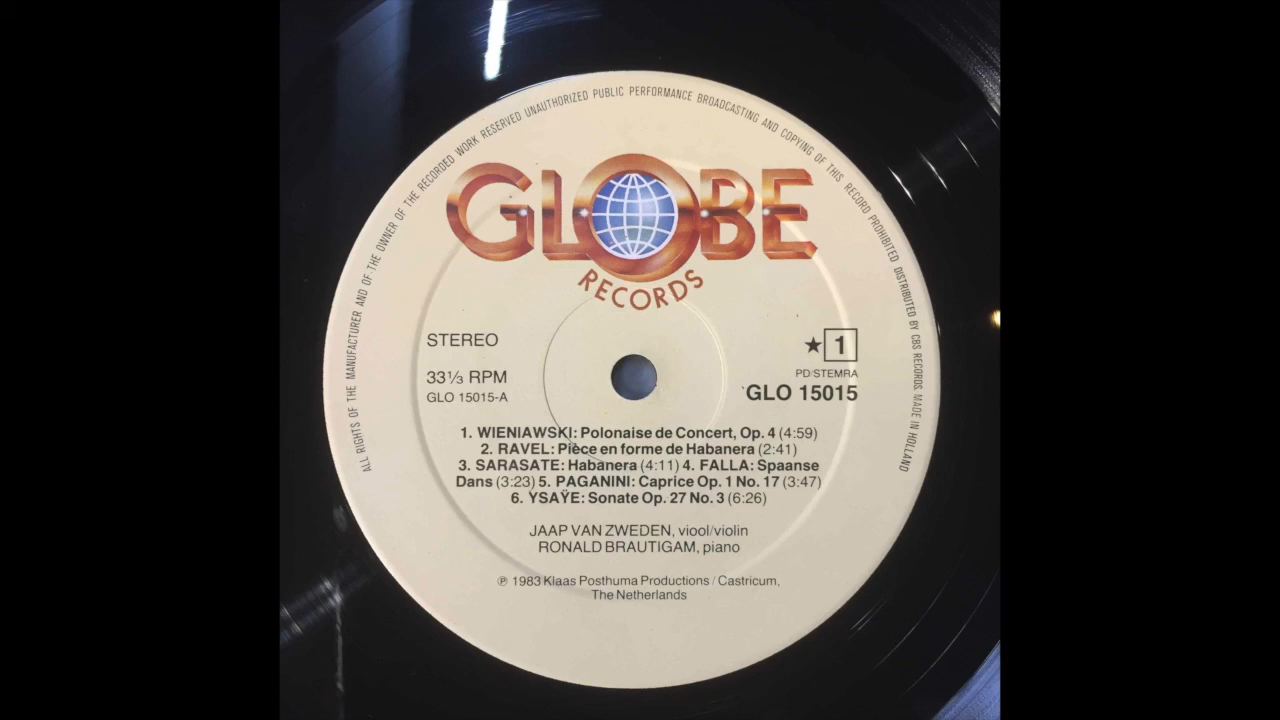 ALL RIGHTS OF THE MANUFACTURER AND OF THE OWNER OF THE RECORDED WORK RESERVED UNAUTHORIZED PUBLIC PERFORMANCE BROADCASTING AND COPYING OF THIS RECORD PROHIBITED DISTRIBUTED BY CBS RECORDS MADE IN HOLLAND
GLOBE
RECORDS
STEREO
★ 1
33⅓ RPM
PD/STEMRA
GLO 15015-A
GLO 15015
1. WIENIAWSKI: Polonaise de Concert, Op. 4 (4:59)
2. RAVEL: Pièce en forme de Habanera (2:41)
3. SARASATE: Habanera (4:11) 4. FALLA: Spaanse
Dans (3:23) 5. PAGANINI: Caprice Op. 1 No. 17 (3:47)
6. YSAŸE: Sonate Op. 27 No. 3 (6:26)
JAAP VAN ZWEDEN, viool/violin
RONALD BRAUTIGAM, piano
℗ 1983 Klaas Posthuma Productions / Castricum,
The Netherlands